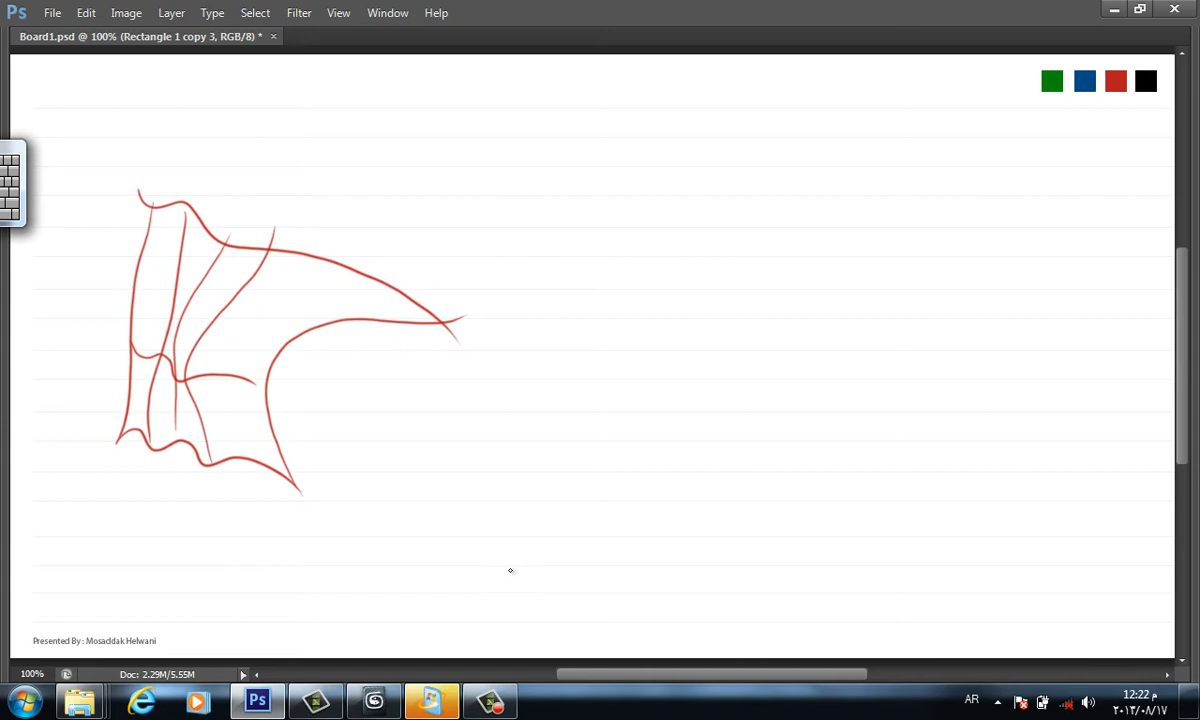 Ps File Edit Image Layer Type Select Filter View Window Help
Board1.psd @ 100% (Rectangle 1 copy 3, RGB/8) *
Presented By : Mosaddak Helwani
100% Doc: 2.29M/5.55M
Ps
AR
12:22 م
٢٠١٣/٠٨/١٧